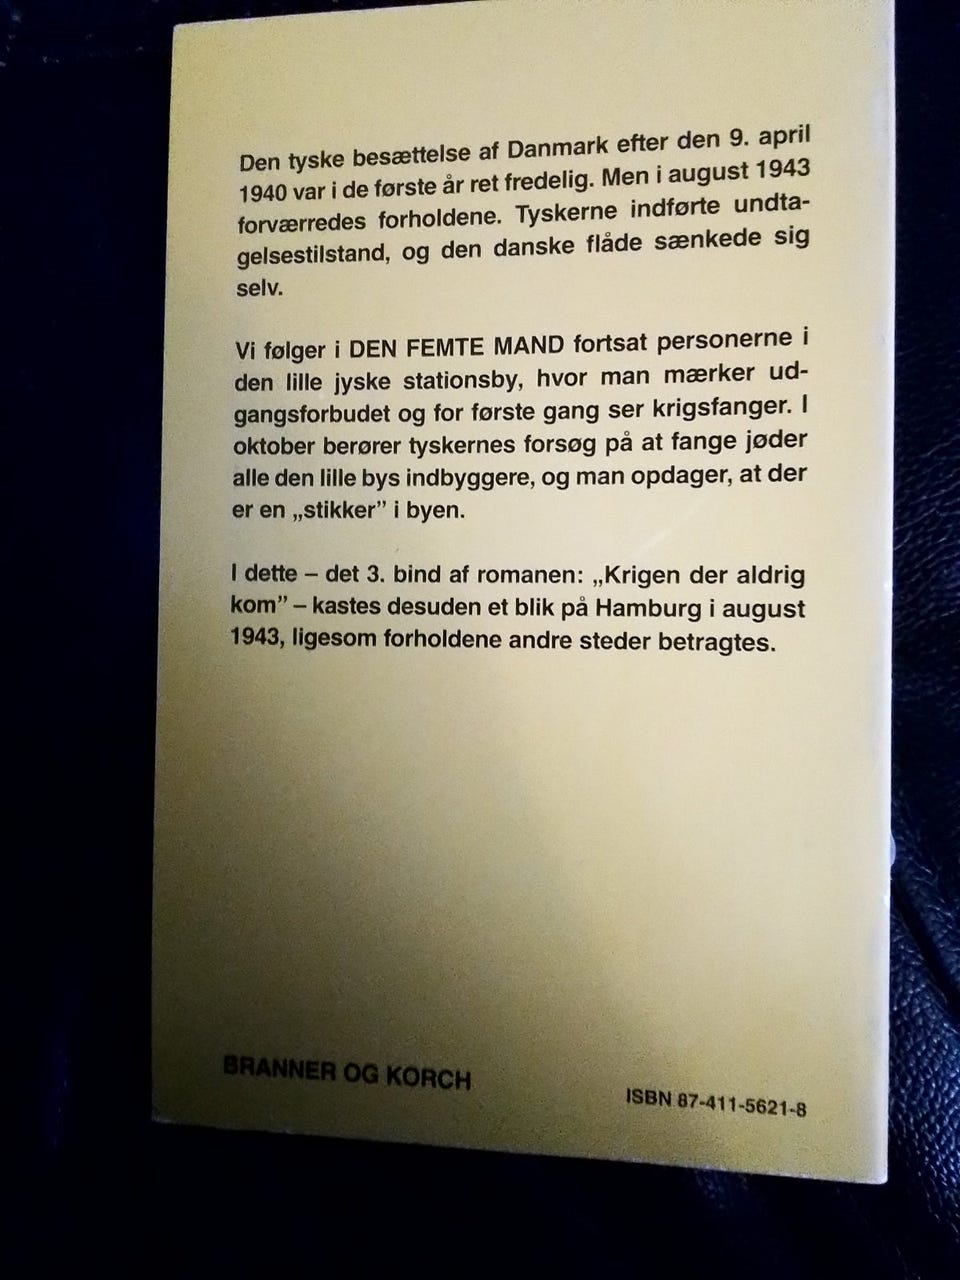 Den tyske besættelse af Danmark efter den 9. april
1940 var i de første år ret fredelig. Men i august 1943
forværredes forholdene. Tyskerne indførte undta-
gelsestilstand, og den danske flåde sænkede sig
selv.
Vi følger i DEN FEMTE MAND fortsat personerne i
den lille jyske stationsby, hvor man mærker ud-
gangsforbudet og for første gang ser krigsfanger. I
oktober berører tyskernes forsøg på at fange jøder
alle den lille bys indbyggere, og man opdager, at der
er en „stikker” i byen.
I dette – det 3. bind af romanen: „Krigen der aldrig
kom” – kastes desuden et blik på Hamburg i august
1943, ligesom forholdene andre steder betragtes.
BRANNER OG KORCH
ISBN 87-411-5621-8